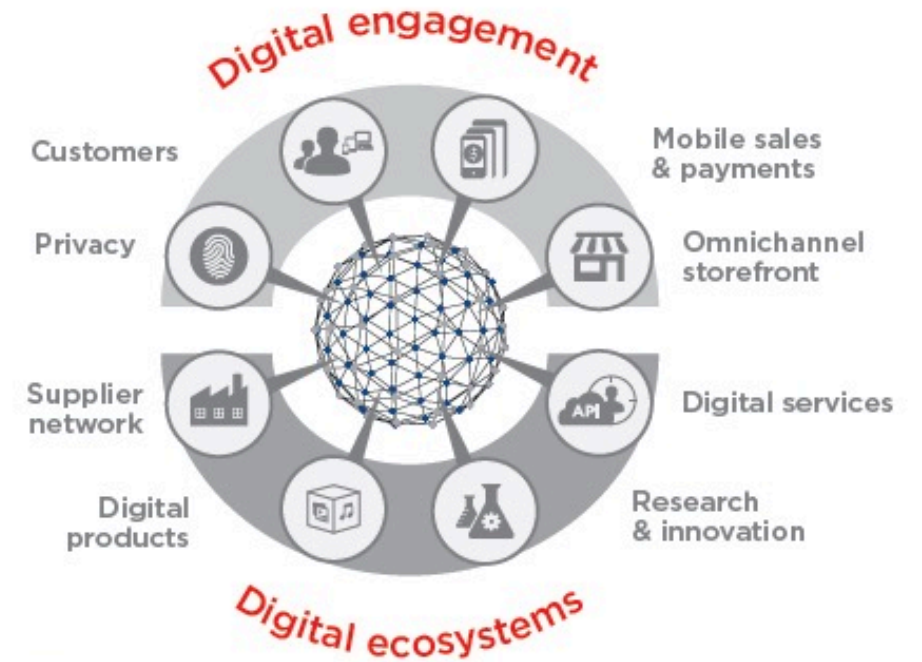 Digital engagement
Customers
Mobile sales
& payments
Privacy
Omnichannel
storefront
Supplier
network
API
Digital services
Digital
products
Research
& innovation
Digital ecosystems